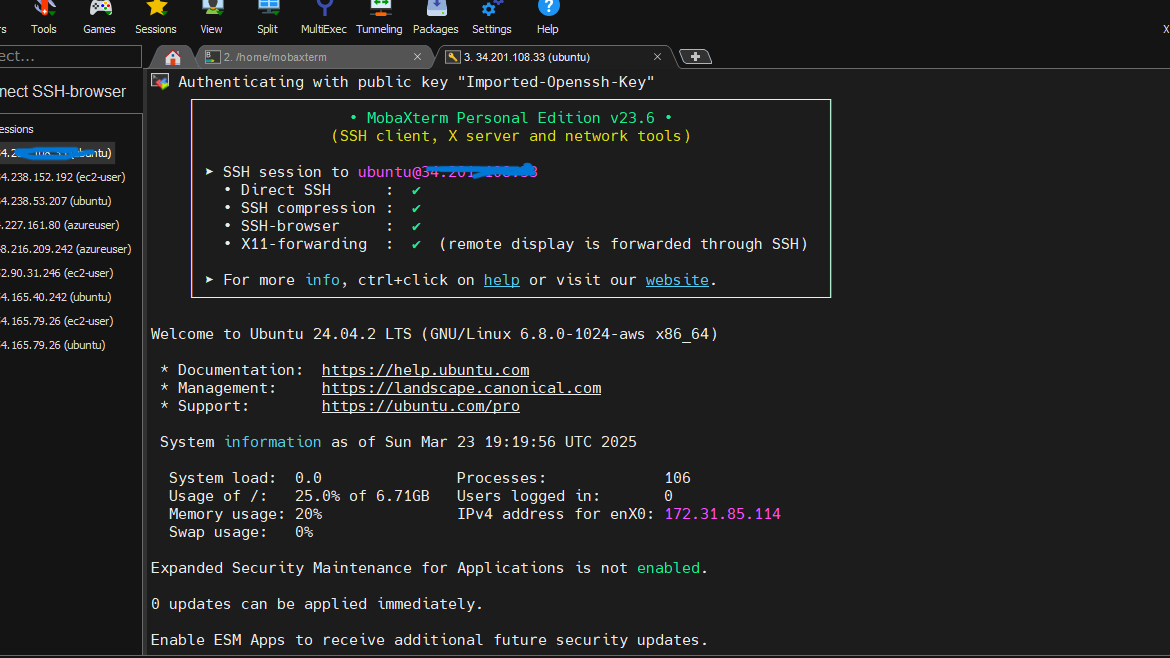 rs Tools Games Sessions View Split MultiExec Tunneling Packages Settings Help X
ect...
2. /home/mobaxterm
3. 34.201.108.33 (ubuntu)
nect SSH-browser
essions
(ubuntu)
34.238.152.192 (ec2-user)
34.238.53.207 (ubuntu)
.227.161.80 (azureuser)
8.216.209.242 (azureuser)
2.90.31.246 (ec2-user)
4.165.40.242 (ubuntu)
4.165.79.26 (ec2-user)
4.165.79.26 (ubuntu)
Authenticating with public key "Imported-Openssh-Key"
• MobaXterm Personal Edition v23.6 •
(SSH client, X server and network tools)
➤ SSH session to ubuntu@
• Direct SSH : ✔
• SSH compression : ✔
• SSH-browser : ✔
• X11-forwarding : ✔ (remote display is forwarded through SSH)
➤ For more info, ctrl+click on help or visit our website.
Welcome to Ubuntu 24.04.2 LTS (GNU/Linux 6.8.0-1024-aws x86_64)
* Documentation: https://help.ubuntu.com
* Management: https://landscape.canonical.com
* Support: https://ubuntu.com/pro
System information as of Sun Mar 23 19:19:56 UTC 2025
System load: 0.0 Processes: 106
Usage of /: 25.0% of 6.71GB Users logged in: 0
Memory usage: 20% IPv4 address for enX0: 172.31.85.114
Swap usage: 0%
Expanded Security Maintenance for Applications is not enabled.
0 updates can be applied immediately.
Enable ESM Apps to receive additional future security updates.